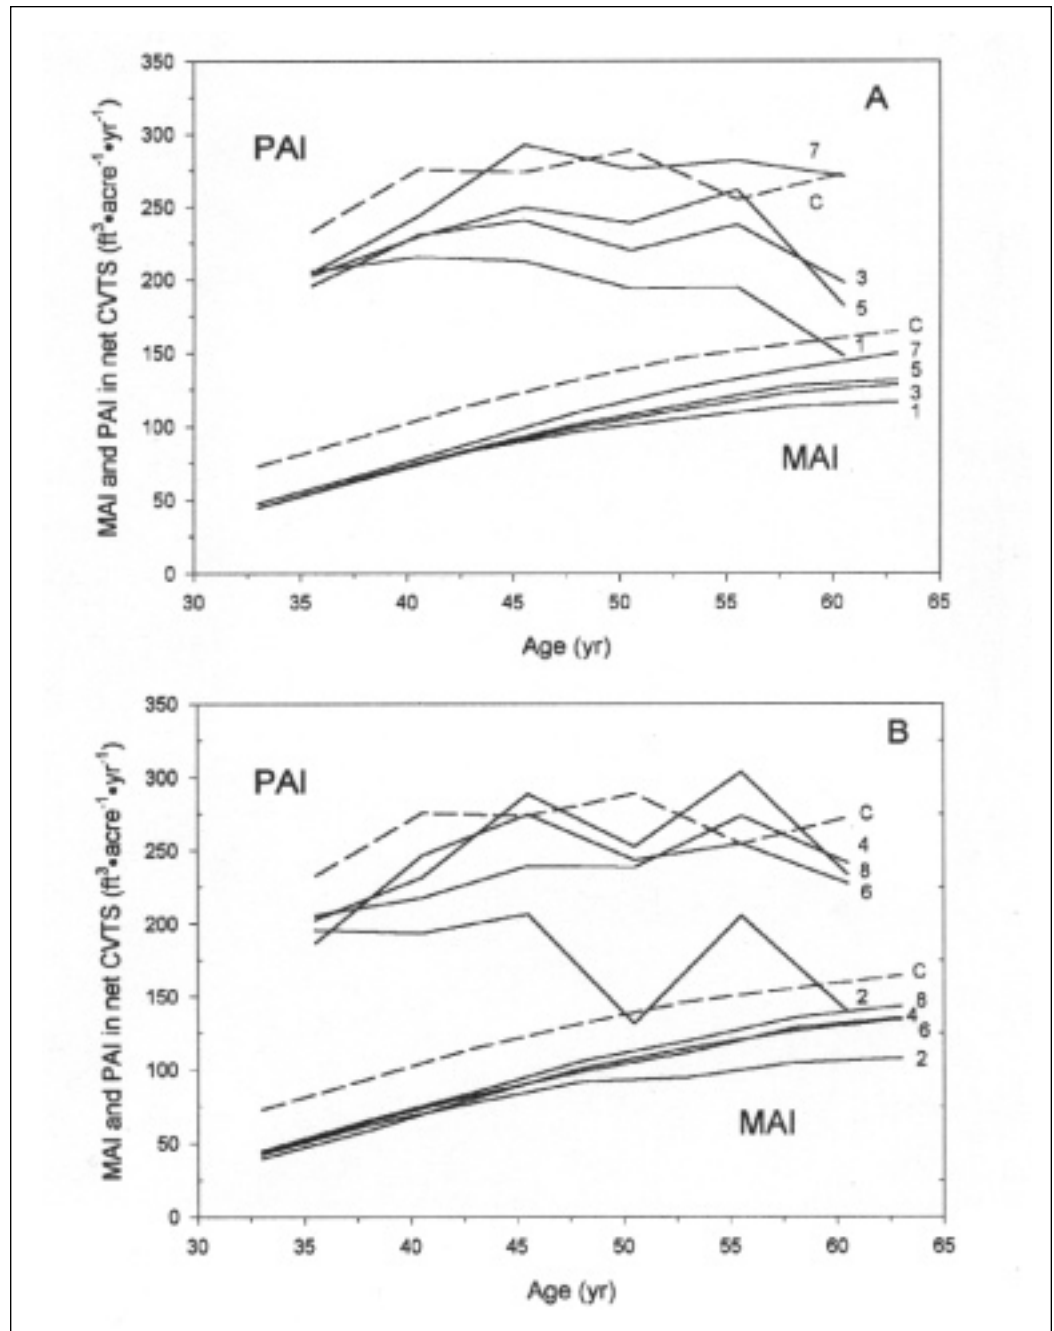 A
PAI
MAI and PAI in net CVTS (ft³•acre⁻¹•yr⁻¹)
350
300
250
200
150
100
50
0
7
C
3
5
1
C
7
5
3
1
MAI
30 35 40 45 50 55 60 65
Age (yr)
B
PAI
MAI and PAI in net CVTS (ft³•acre⁻¹•yr⁻¹)
350
300
250
200
150
100
50
0
C
4
8
6
C
2
8
4
6
2
MAI
30 35 40 45 50 55 60 65
Age (yr)